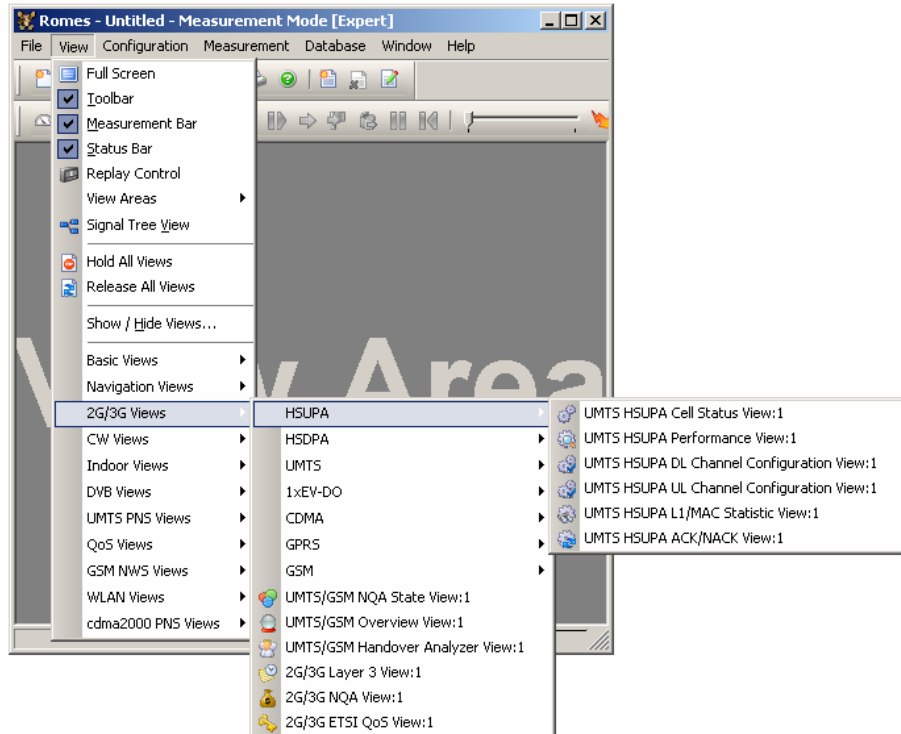 Romes - Untitled - Measurement Mode [Expert]
File View Configuration Measurement Database Window Help
Full Screen
Toolbar
Measurement Bar
Status Bar
Replay Control
View Areas
Signal Tree View
Hold All Views
Release All Views
Show / Hide Views...
Basic Views
Navigation Views
2G/3G Views
CW Views
Indoor Views
DVB Views
UMTS PNS Views
QoS Views
GSM NWS Views
WLAN Views
cdma2000 PNS Views
View Area
HSUPA
HSDPA
UMTS
1xEV-DO
CDMA
GPRS
GSM
UMTS/GSM NQA State View:1
UMTS/GSM Overview View:1
UMTS/GSM Handover Analyzer View:1
2G/3G Layer 3 View:1
2G/3G NQA View:1
2G/3G ETSI QoS View:1
UMTS HSUPA Cell Status View:1
UMTS HSUPA Performance View:1
UMTS HSUPA DL Channel Configuration View:1
UMTS HSUPA UL Channel Configuration View:1
UMTS HSUPA L1/MAC Statistic View:1
UMTS HSUPA ACK/NACK View:1